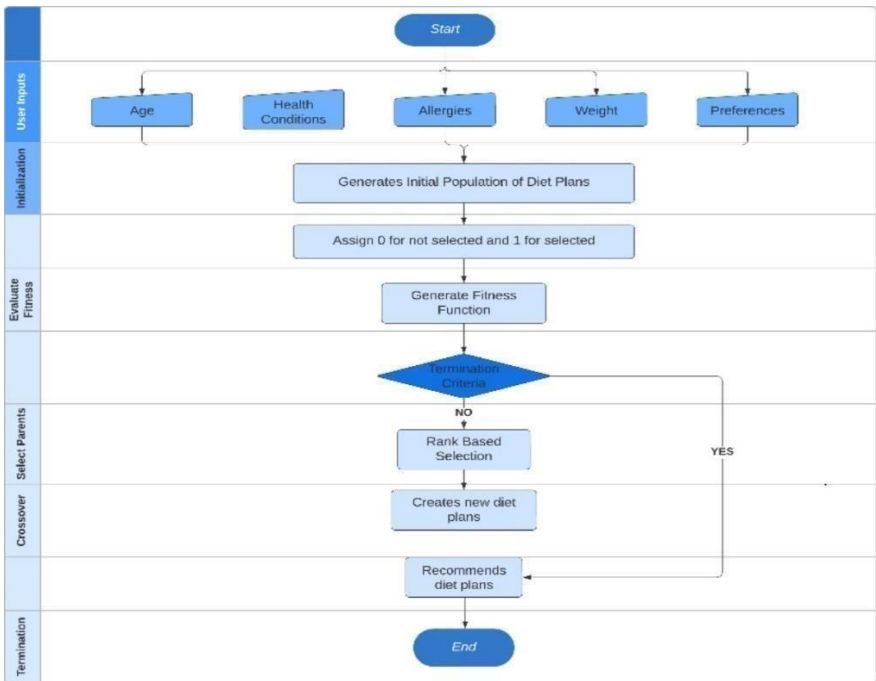 Start
User Inputs
Age
Health
Conditions
Allergies
Weight
Preferences
Initialization
Generates Initial Population of Diet Plans
Assign 0 for not selected and 1 for selected
Evaluate
Fitness
Generate Fitness
Function
Termination
Criteria
NO
YES
Select Parents
Rank Based
Selection
Crossover
Creates new diet
plans
Recommends
diet plans
Termination
End